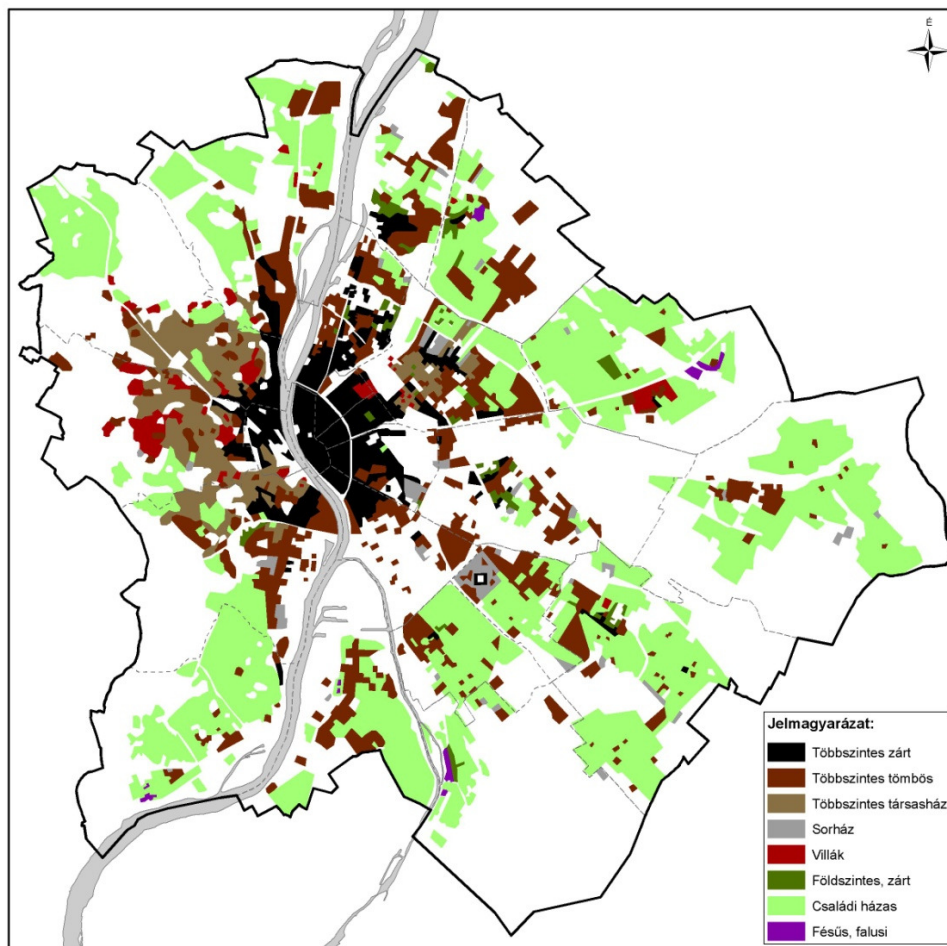 É
Jelmagyarázat:
Többszintes zárt
Többszintes tömbös
Többszintes társasház
Sorház
Villák
Földszintes, zárt
Családi házas
Fésűs, falusi